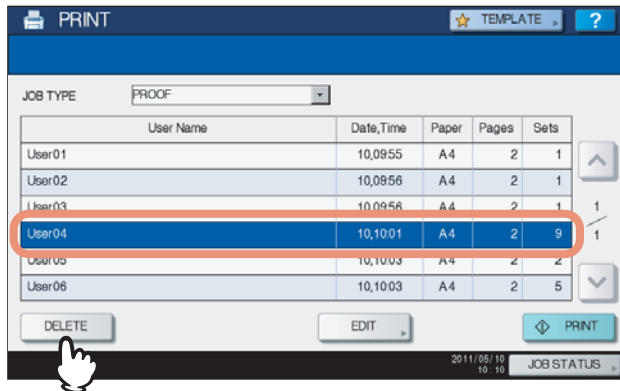 PRINT TEMPLATE ?
JOB TYPE PROOF
User Name Date,Time Paper Pages Sets
User01 10,09:55 A4 2 1
User02 10,09:56 A4 2 1
User03 10,09:56 A4 2 1
User04 10,10:01 A4 2 9
User05 10,10:03 A4 2 2
User06 10,10:03 A4 2 5
1
1
DELETE EDIT PRINT
2011/05/10
10:10
JOB STATUS